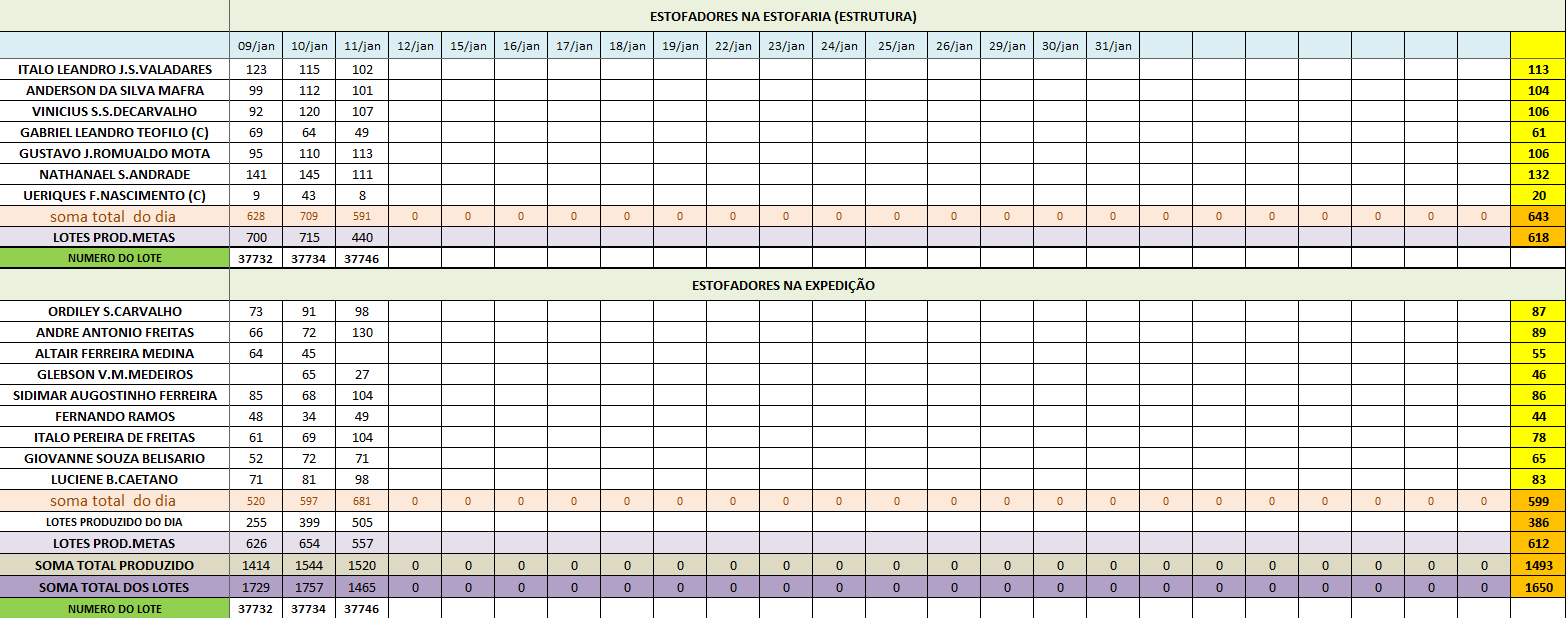 ESTOFADORES NA ESTOFARIA (ESTRUTURA)
09/jan 10/jan 11/jan 12/jan 15/jan 16/jan 17/jan 18/jan 19/jan 22/jan 23/jan 24/jan 25/jan 26/jan 29/jan 30/jan 31/jan
ITALO LEANDRO J.S.VALADARES 123 115 102 113
ANDERSON DA SILVA MAFRA 99 112 101 104
VINICIUS S.S.DECARVALHO 92 120 107 106
GABRIEL LEANDRO TEOFILO (C) 69 64 49 61
GUSTAVO J.ROMUALDO MOTA 95 110 113 106
NATHANAEL S.ANDRADE 141 145 111 132
UERIQUES F.NASCIMENTO (C) 9 43 8 20
soma total do dia 628 709 591 0 0 0 0 0 0 0 0 0 0 0 0 0 0 0 0 0 0 0 0 0 643
LOTES PROD.METAS 700 715 440 618
NUMERO DO LOTE 37732 37734 37746
ESTOFADORES NA EXPEDIÇÃO
ORDILEY S.CARVALHO 73 91 98 87
ANDRE ANTONIO FREITAS 66 72 130 89
ALTAIR FERREIRA MEDINA 64 45 55
GLEBSON V.M.MEDEIROS 65 27 46
SIDIMAR AUGOSTINHO FERREIRA 85 68 104 86
FERNANDO RAMOS 48 34 49 44
ITALO PEREIRA DE FREITAS 61 69 104 78
GIOVANNE SOUZA BELISARIO 52 72 71 65
LUCIENE B.CAETANO 71 81 98 83
soma total do dia 520 597 681 0 0 0 0 0 0 0 0 0 0 0 0 0 0 0 0 0 0 0 0 0 599
LOTES PRODUZIDO DO DIA 255 399 505 386
LOTES PROD.METAS 626 654 557 612
SOMA TOTAL PRODUZIDO 1414 1544 1520 0 0 0 0 0 0 0 0 0 0 0 0 0 0 0 0 0 0 0 0 0 1493
SOMA TOTAL DOS LOTES 1729 1757 1465 0 0 0 0 0 0 0 0 0 0 0 0 0 0 0 0 0 0 0 0 0 1650
NUMERO DO LOTE 37732 37734 37746